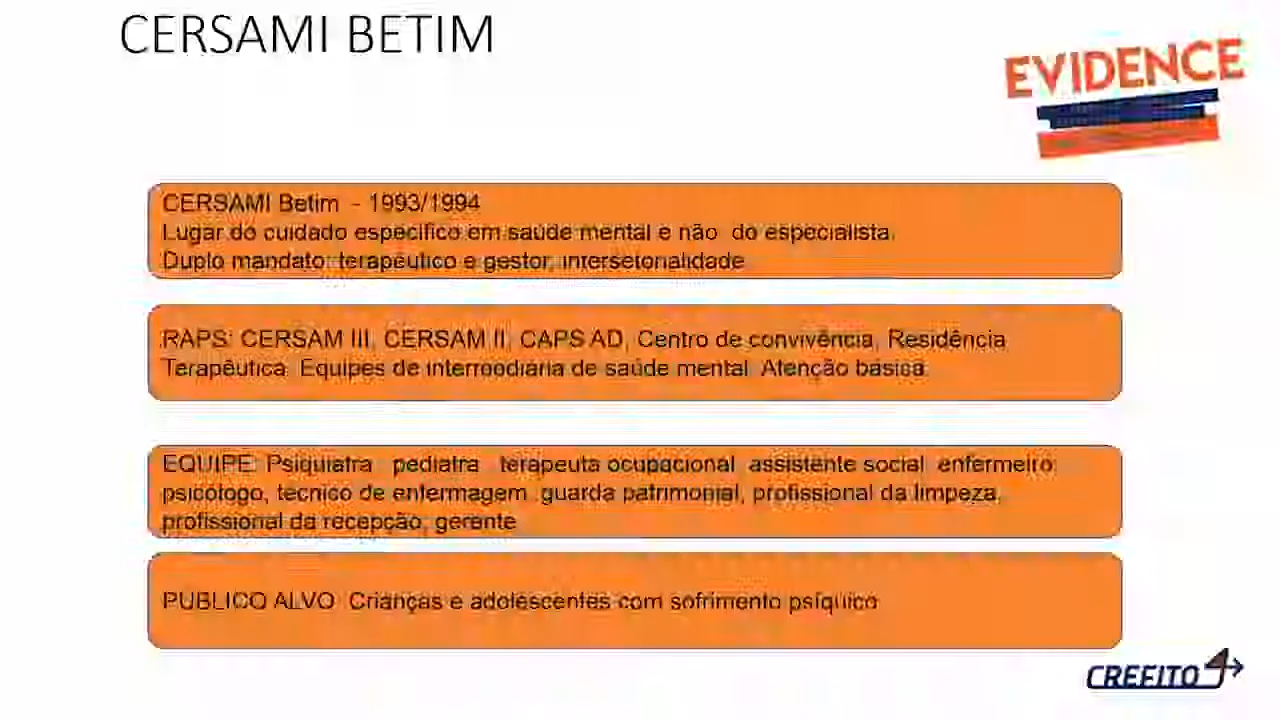 CERSAMI BETIM
EVIDENCE
CERSAMI Betim - 1993/1994
Lugar do cuidado específico em saúde mental e não do especialista.
Duplo mandato: terapêutico e gestor, intersetorialidade
RAPS: CERSAM III, CERSAM II, CAPS AD, Centro de convivência, Residência
Terapêutica. Equipes de intermediária de saúde mental. Atenção básica.
EQUIPE: Psiquiatra, pediatra, terapeuta ocupacional, assistente social, enfermeiro,
psicólogo, técnico de enfermagem, guarda patrimonial, profissional da limpeza,
profissional da recepção, gerente
PUBLICO ALVO: Crianças e adolescentes com sofrimento psíquico
CREFITO4